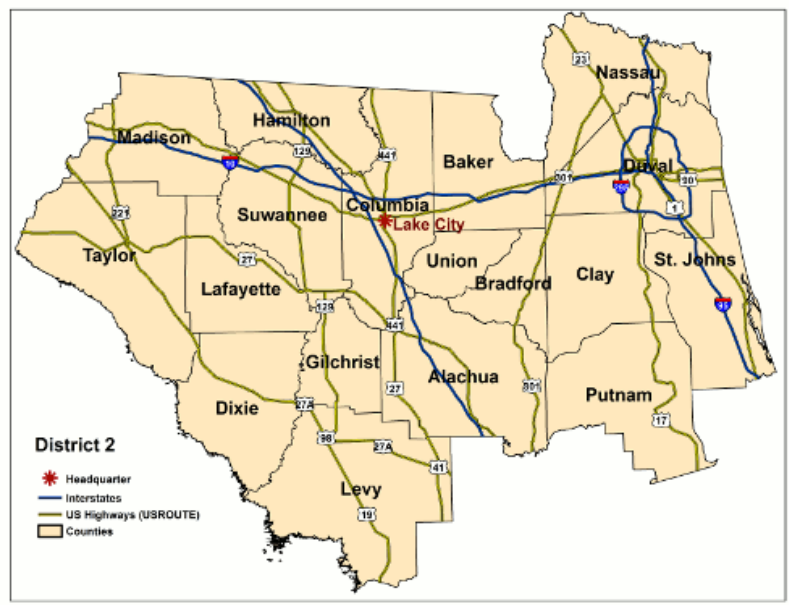 23
Nassau
Hamilton
Madison
129
441
10
Baker
Duval
301
90
295
1
Columbia
Suwannee
Lake City
221
Taylor
27
Union
Bradford
Clay
St. Johns
Lafayette
129
441
95
Gilchrist
Alachua
27
301
Putnam
Dixie
27A
17
98
27A
41
Levy
19
District 2
Headquarter
Interstates
US Highways (USROUTE)
Counties